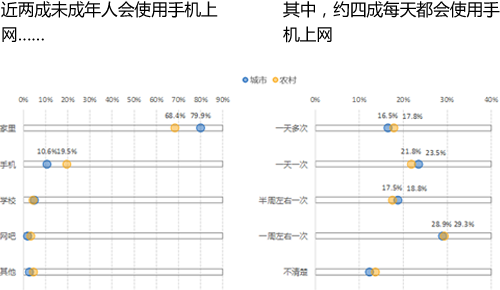 近两成未成年人会使用手机上
网……
其中，约四成每天都会使用手
机上网
城市 农村
0% 10% 20% 30% 40% 50% 60% 70% 80% 90%
68.4% 79.9%
家里
10.6% 19.5%
手机
学校
网吧
其他
0% 10% 20% 30% 40%
16.5% 17.8%
一天多次
21.8% 23.5%
一天一次
17.5% 18.8%
半周左右一次
28.9% 29.3%
一周左右一次
不清楚